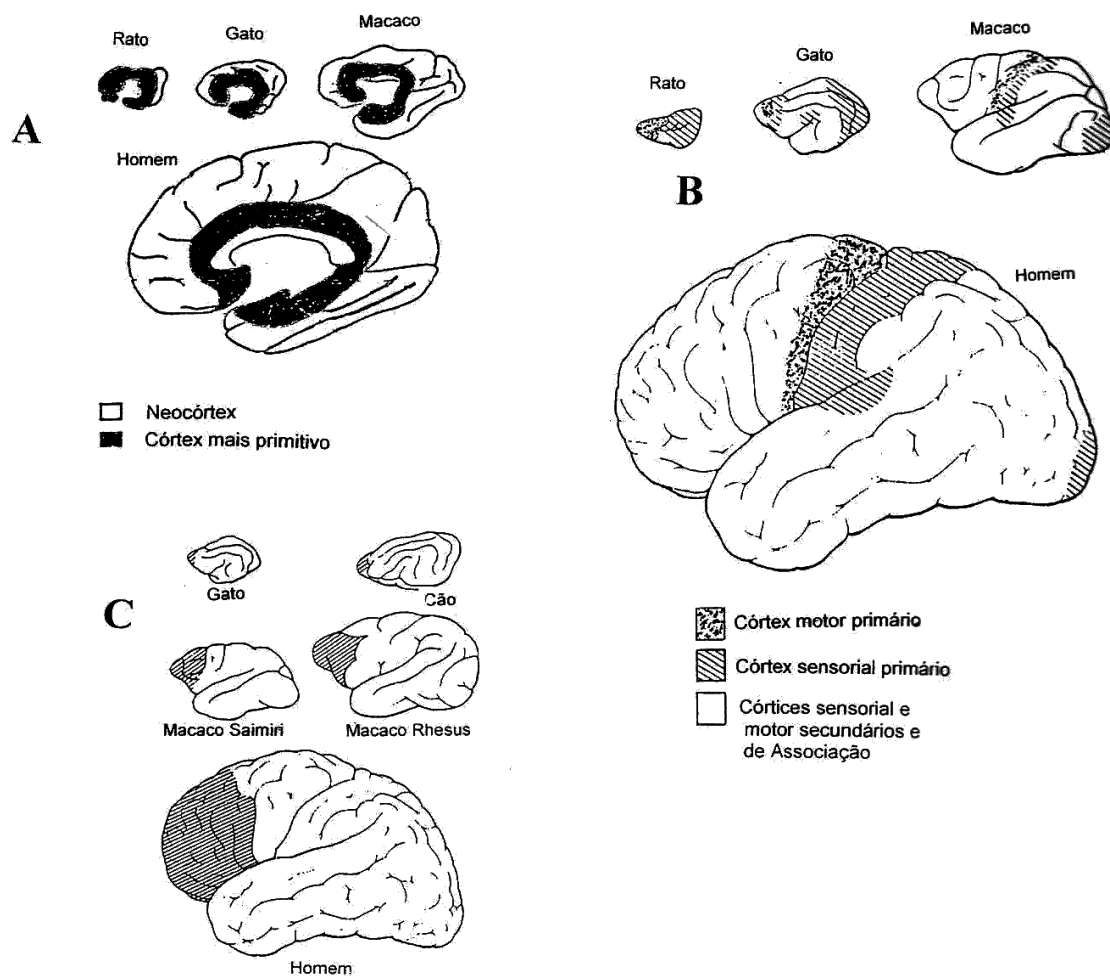 A
Rato
Gato
Macaco
Homem
Neocórtex
Córtex mais primitivo
B
Rato
Gato
Macaco
Homem
Córtex motor primário
Córtex sensorial primário
Córtices sensorial e
motor secundários e
de Associação
C
Gato
Cão
Macaco Saimiri
Macaco Rhesus
Homem